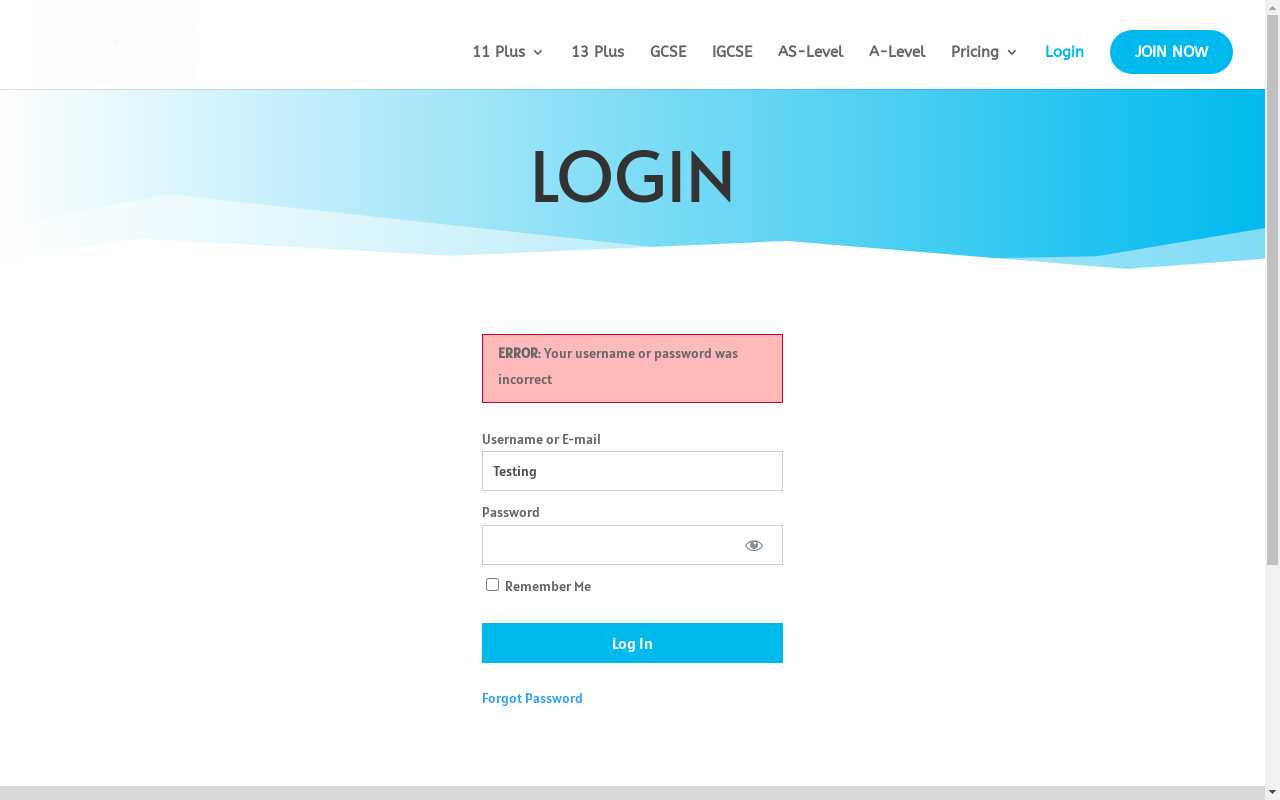 11 Plus
13 Plus
GCSE
IGCSE
AS-Level
A-Level
Pricing
Login
JOIN NOW
LOGIN
ERROR: Your username or password was
incorrect
Username or E-mail
Testing
Password
Remember Me
Log In
Forgot Password